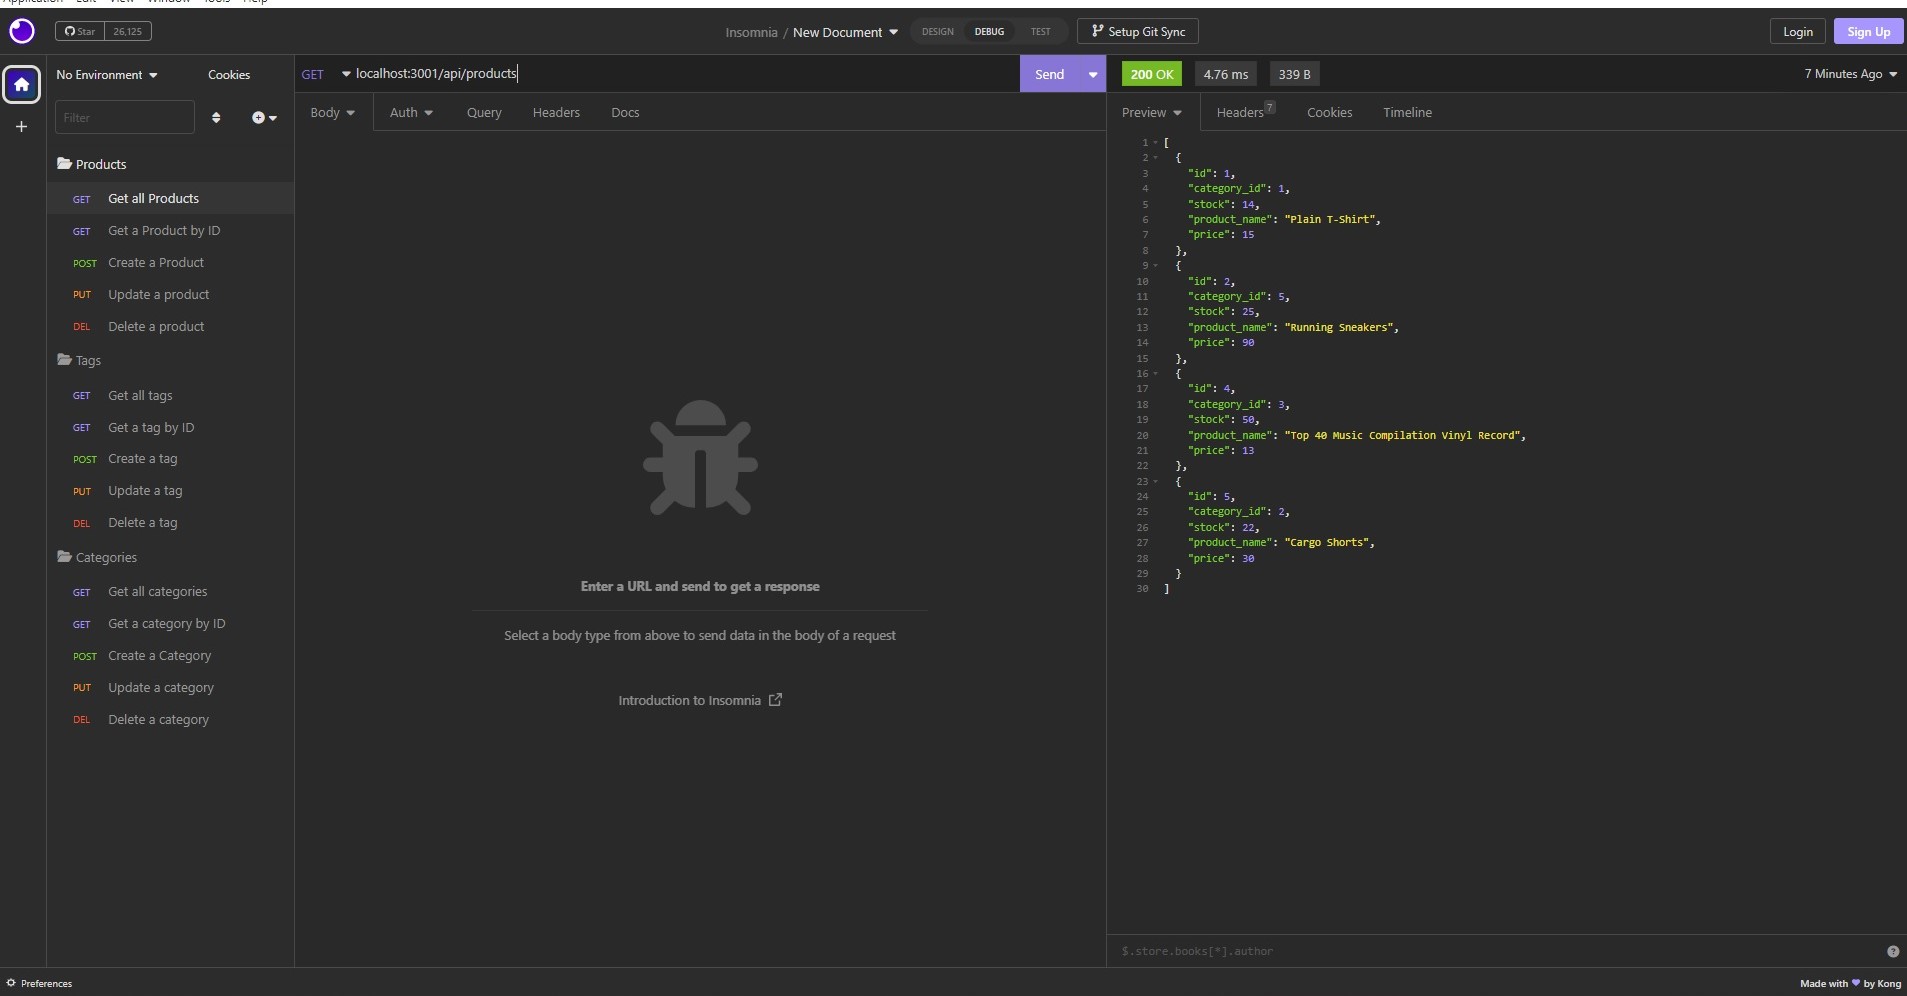 Application Edit View Window Tools Help
Star 26,125
Insomnia / New Document
DESIGN DEBUG TEST
Setup Git Sync
Login
Sign Up
No Environment
Cookies
Filter
Products
GET Get all Products
GET Get a Product by ID
POST Create a Product
PUT Update a product
DEL Delete a product
Tags
GET Get all tags
GET Get a tag by ID
POST Create a tag
PUT Update a tag
DEL Delete a tag
Categories
GET Get all categories
GET Get a category by ID
POST Create a Category
PUT Update a category
DEL Delete a category
GET localhost:3001/api/products
Send
Body Auth Query Headers Docs
Enter a URL and send to get a response
Select a body type from above to send data in the body of a request
Introduction to Insomnia
200 OK 4.76 ms 339 B
7 Minutes Ago
Preview Headers 7 Cookies Timeline
1 [
2 {
3 "id": 1,
4 "category_id": 1,
5 "stock": 14,
6 "product_name": "Plain T-Shirt",
7 "price": 15
8 },
9 {
10 "id": 2,
11 "category_id": 5,
12 "stock": 25,
13 "product_name": "Running Sneakers",
14 "price": 90
15 },
16 {
17 "id": 4,
18 "category_id": 3,
19 "stock": 50,
20 "product_name": "Top 40 Music Compilation Vinyl Record",
21 "price": 13
22 },
23 {
24 "id": 5,
25 "category_id": 2,
26 "stock": 22,
27 "product_name": "Cargo Shorts",
28 "price": 30
29 }
30 ]
$.store.books[*].author
?
Preferences
Made with by Kong